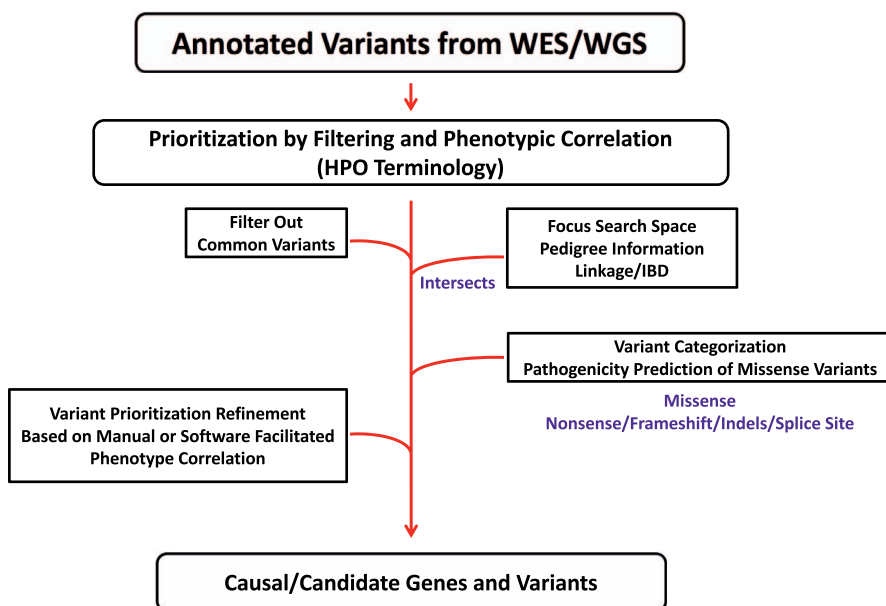 Annotated Variants from WES/WGS
Prioritization by Filtering and Phenotypic Correlation
(HPO Terminology)
Filter Out
Common Variants
Focus Search Space
Pedigree Information
Linkage/IBD
Intersects
Variant Categorization
Pathogenicity Prediction of Missense Variants
Missense
Nonsense/Frameshift/Indels/Splice Site
Variant Prioritization Refinement
Based on Manual or Software Facilitated
Phenotype Correlation
Causal/Candidate Genes and Variants